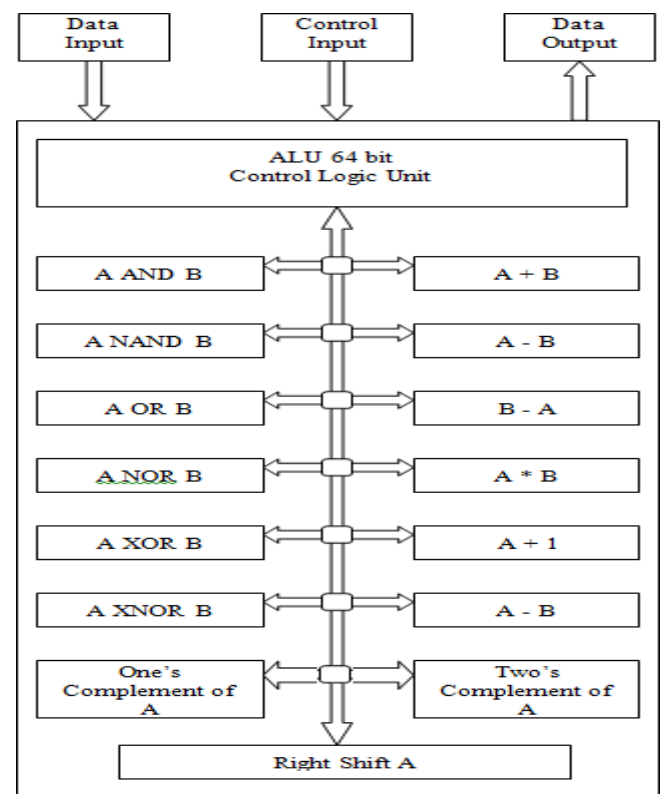 Data
Input
Control
Input
Data
Output
ALU 64 bit
Control Logic Unit
A AND B
A + B
A NAND B
A - B
A OR B
B - A
A NOR B
A * B
A XOR B
A + 1
A XNOR B
A - B
One's
Complement of
A
Two's
Complement of
A
Right Shift A